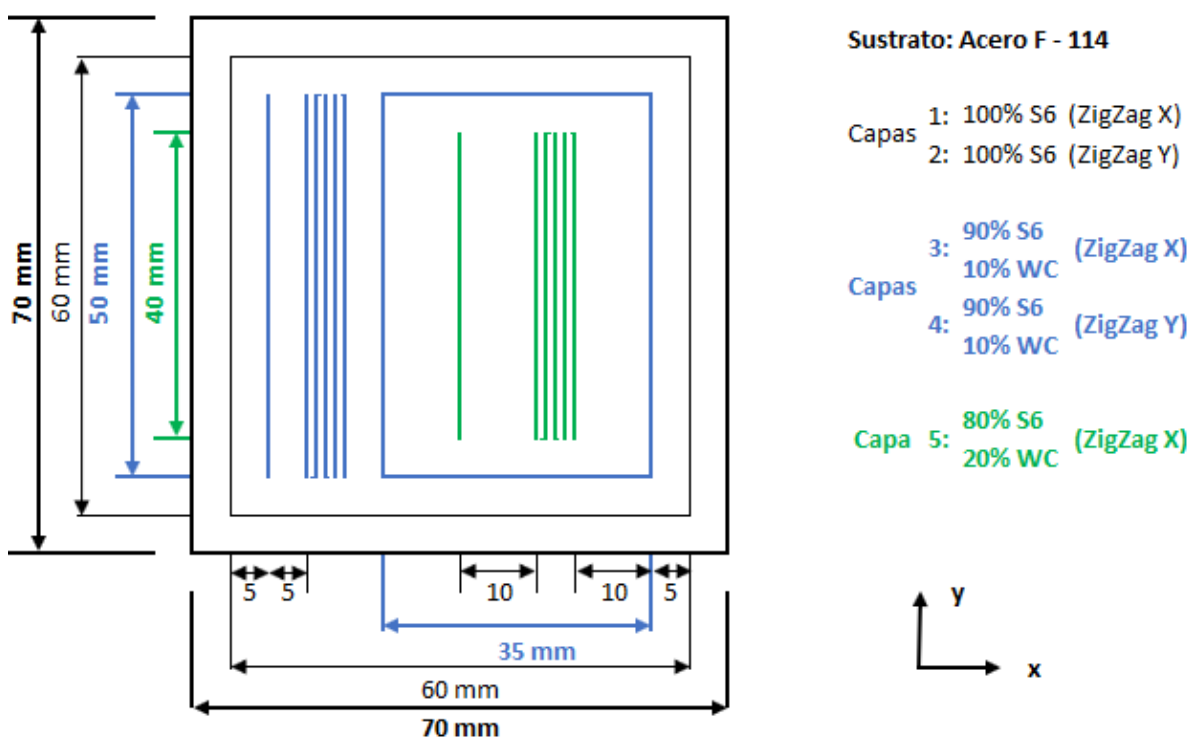 Sustrato: Acero F - 114
Capas
1: 100% S6 (ZigZag X)
2: 100% S6 (ZigZag Y)
Capas
3: 90% S6 10% WC (ZigZag X)
4: 90% S6 10% WC (ZigZag Y)
Capa 5: 80% S6 20% WC (ZigZag X)
70 mm
60 mm
50 mm
40 mm
5 5 10 10 5
35 mm
60 mm
70 mm
y
x